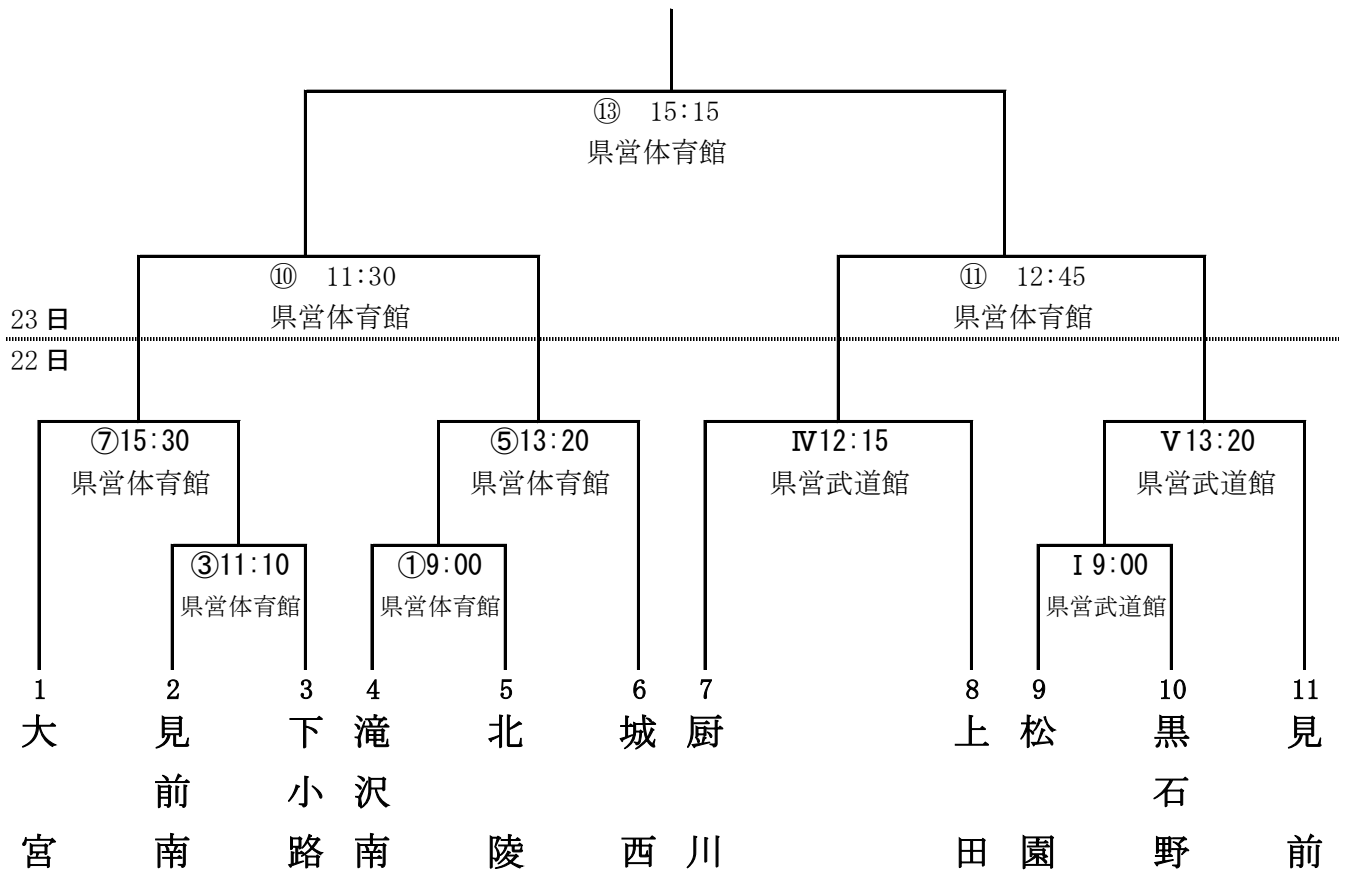 ⑬ 15:15
県営体育館
⑩ 11:30
県営体育館
⑪ 12:45
県営体育館
23日
22日
⑦15:30
県営体育館
⑤13:20
県営体育館
Ⅳ12:15
県営武道館
Ⅴ13:20
県営武道館
③11:10
県営体育館
①9:00
県営体育館
Ⅰ9:00
県営武道館
1
大宮
2
見前南
3
下小路
4
滝沢南
5
北陵
6
城西
7
厨川
8
上田
9
松園
10
黒石野
11
見前